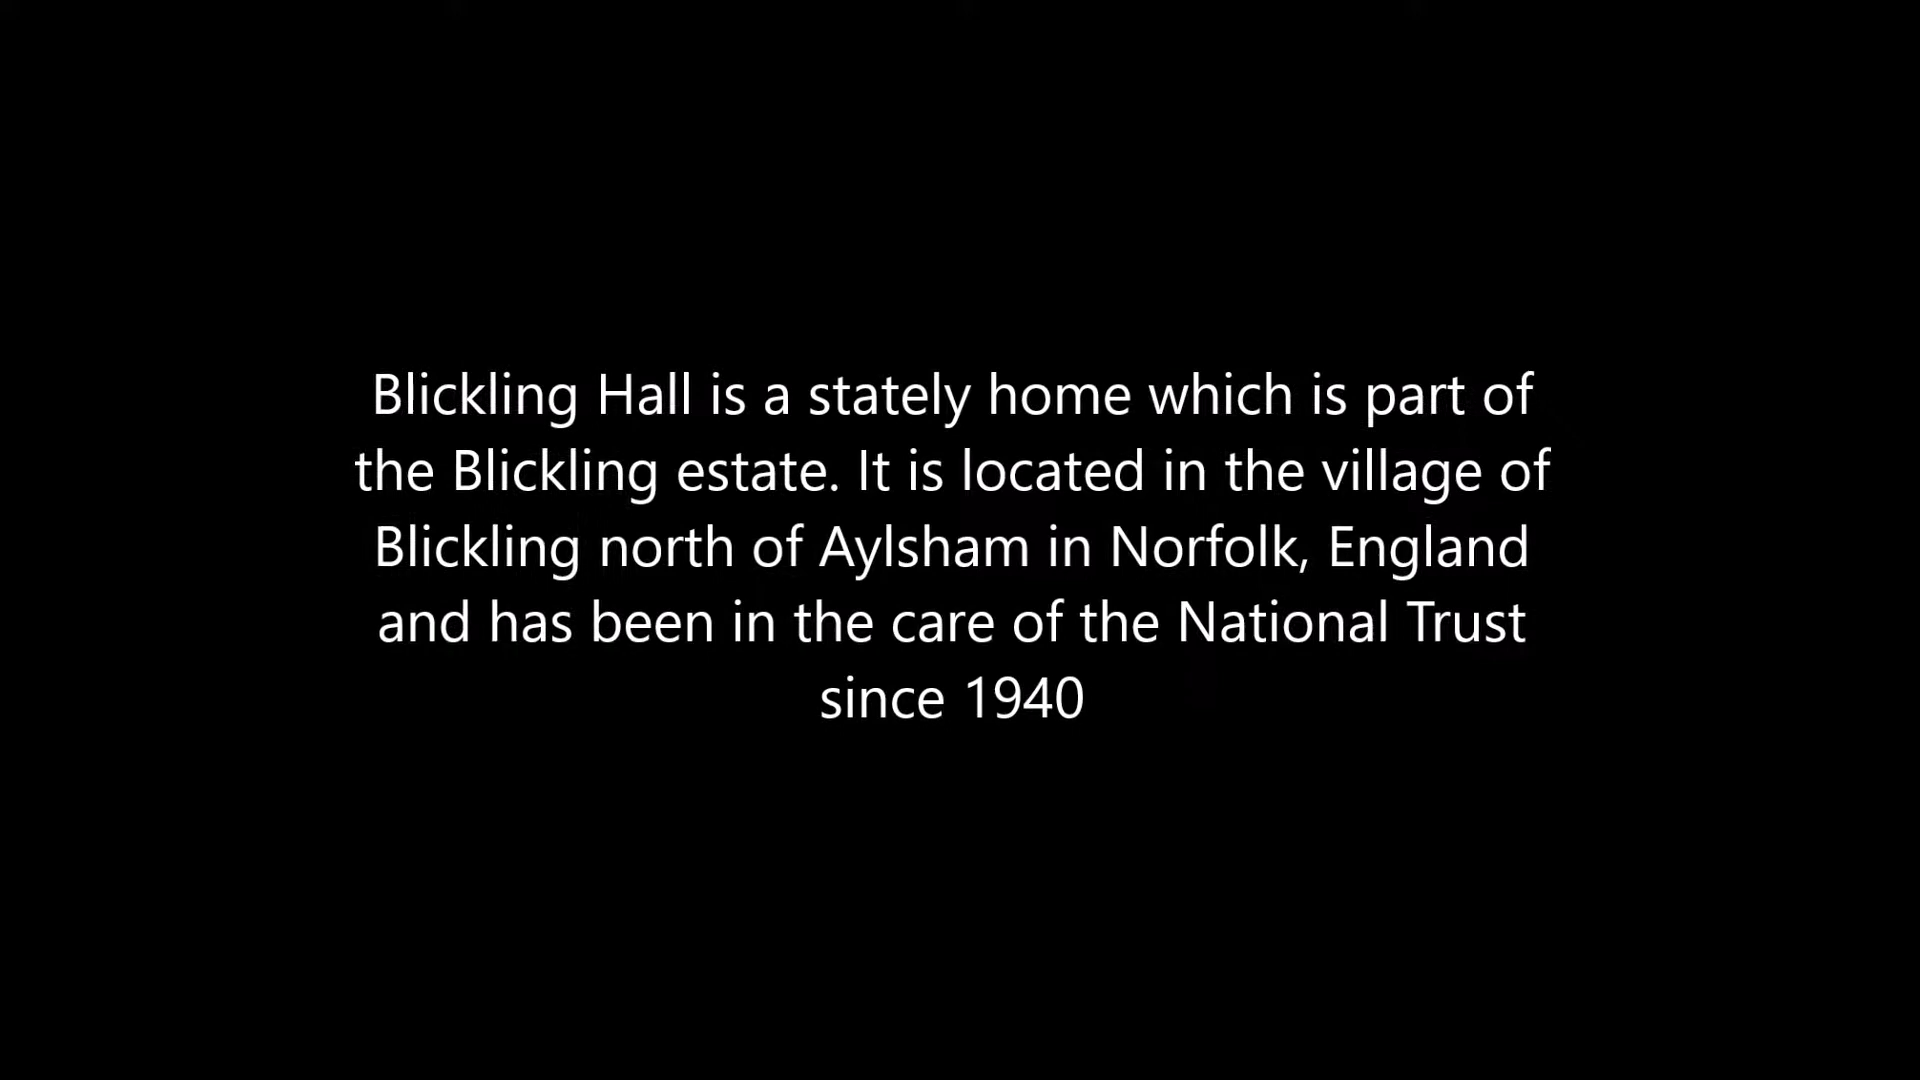 Blickling Hall is a stately home which is part of
the Blickling estate. It is located in the village of
Blickling north of Aylsham in Norfolk, England
and has been in the care of the National Trust
since 1940